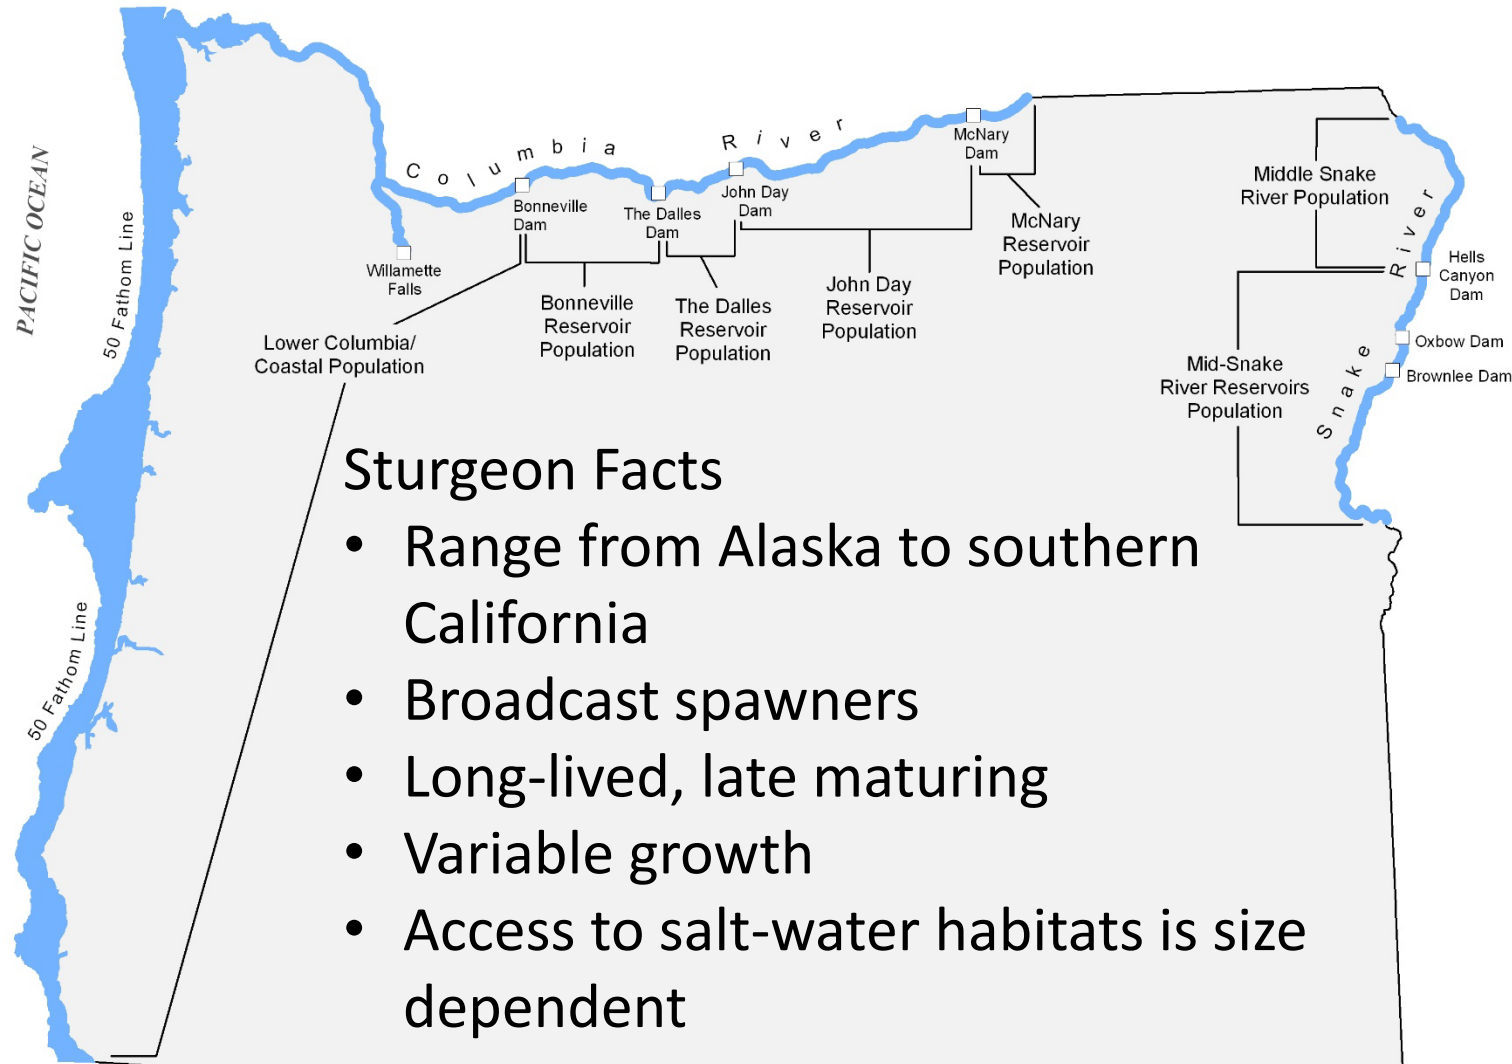 PACIFIC OCEAN
50 Fathom Line
50 Fathom Line
Columbia River
Willamette
Falls
Bonneville
Dam
The Dalles
Dam
John Day
Dam
McNary
Dam
Lower Columbia/
Coastal Population
Bonneville
Reservoir
Population
The Dalles
Reservoir
Population
John Day
Reservoir
Population
McNary
Reservoir
Population
Middle Snake
River Population
Snake River
Hells
Canyon
Dam
Oxbow Dam
Brownlee Dam
Mid-Snake
River Reservoirs
Population
Sturgeon Facts
• Range from Alaska to southern
California
• Broadcast spawners
• Long-lived, late maturing
• Variable growth
• Access to salt-water habitats is size
dependent